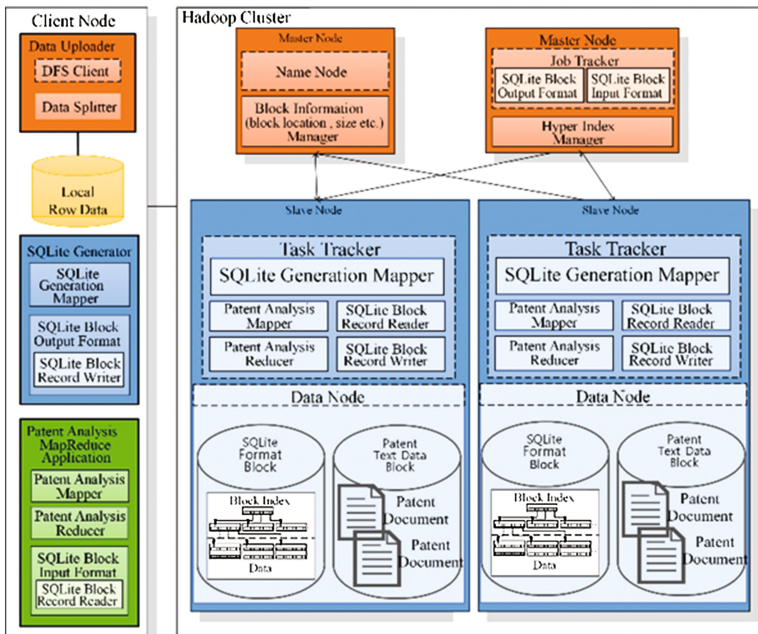 Client Node
Data Uploader
DFS Client
Data Splitter
Local
Row Data
SQLite Generator
SQLite
Generation
Mapper
SQLite Block
Output Format
SQLite Block
Record Writer
Patent Analysis
MapReduce
Application
Patent Analysis
Mapper
Patent Analysis
Reducer
SQLite Block
Input Format
SQLite Block
Record Reader
Hadoop Cluster
Master Node
Name Node
Block Information
(block location , size etc.)
Manager
Master Node
Job Tracker
SQLite Block
Output Format
SQLite Block
Input Format
Hyper Index
Manager
Slave Node
Task Tracker
SQLite Generation Mapper
Patent Analysis
Mapper
SQLite Block
Record Reader
Patent Analysis
Reducer
SQLite Block
Record Writer
Data Node
SQLite
Format
Block
Block Index
Data
Patent
Text Data
Block
Patent
Document
Patent
Document
Slave Node
Task Tracker
SQLite Generation Mapper
Patent Analysis
Mapper
SQLite Block
Record Reader
Patent Analysis
Reducer
SQLite Block
Record Writer
Data Node
SQLite
Format
Block
Block Index
Data
Patent
Text Data
Block
Patent
Document
Patent
Document